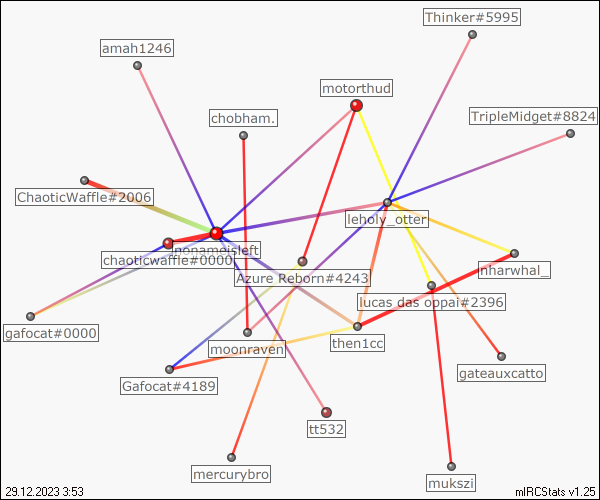 Thinker#5995
amah1246
motorthud
chobham.
TripleMidget#8824
ChaoticWaffle#2006
leholy_otter
nonameisleft
chaoticwaffle#0000
nharwhal_
Azure Reborn#4243
lucas das oppai#2396
gafocat#0000
moonraven
then1cc
gateauxcatto
Gafocat#4189
tt532
mercurybro
mukszi
29.12.2023 3:53
mIRCStats v1.25